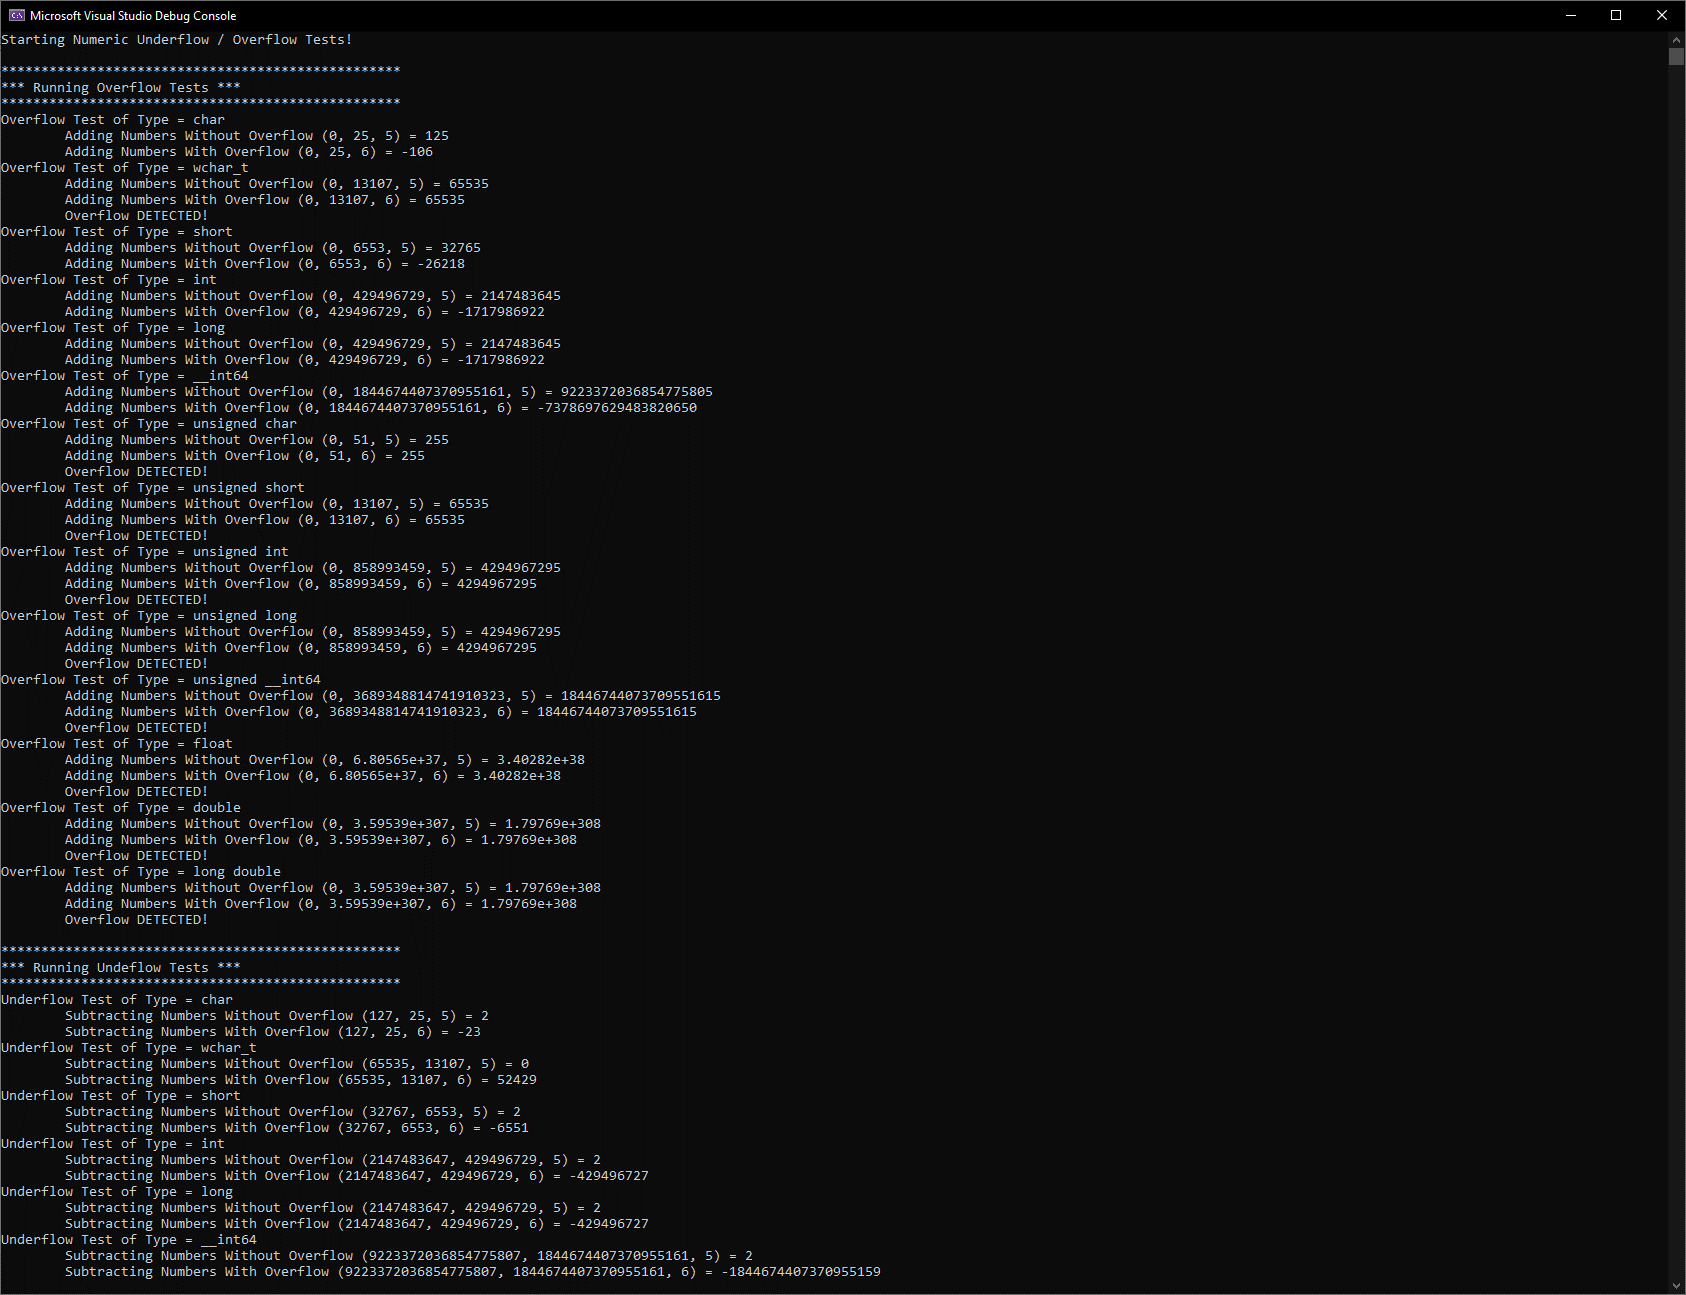 Microsoft Visual Studio Debug Console
Starting Numeric Underflow / Overflow Tests!
**************************************************
*** Running Overflow Tests ***
**************************************************
Overflow Test of Type = char
Adding Numbers Without Overflow (0, 25, 5) = 125
Adding Numbers With Overflow (0, 25, 6) = -106
Overflow Test of Type = wchar_t
Adding Numbers Without Overflow (0, 13107, 5) = 65535
Adding Numbers With Overflow (0, 13107, 6) = 65535
Overflow DETECTED!
Overflow Test of Type = short
Adding Numbers Without Overflow (0, 6553, 5) = 32765
Adding Numbers With Overflow (0, 6553, 6) = -26218
Overflow Test of Type = int
Adding Numbers Without Overflow (0, 429496729, 5) = 2147483645
Adding Numbers With Overflow (0, 429496729, 6) = -1717986922
Overflow Test of Type = long
Adding Numbers Without Overflow (0, 429496729, 5) = 2147483645
Adding Numbers With Overflow (0, 429496729, 6) = -1717986922
Overflow Test of Type = __int64
Adding Numbers Without Overflow (0, 1844674407370955161, 5) = 9223372036854775805
Adding Numbers With Overflow (0, 1844674407370955161, 6) = -7378697629483820650
Overflow Test of Type = unsigned char
Adding Numbers Without Overflow (0, 51, 5) = 255
Adding Numbers With Overflow (0, 51, 6) = 255
Overflow DETECTED!
Overflow Test of Type = unsigned short
Adding Numbers Without Overflow (0, 13107, 5) = 65535
Adding Numbers With Overflow (0, 13107, 6) = 65535
Overflow DETECTED!
Overflow Test of Type = unsigned int
Adding Numbers Without Overflow (0, 858993459, 5) = 4294967295
Adding Numbers With Overflow (0, 858993459, 6) = 4294967295
Overflow DETECTED!
Overflow Test of Type = unsigned long
Adding Numbers Without Overflow (0, 858993459, 5) = 4294967295
Adding Numbers With Overflow (0, 858993459, 6) = 4294967295
Overflow DETECTED!
Overflow Test of Type = unsigned __int64
Adding Numbers Without Overflow (0, 3689348814741910323, 5) = 18446744073709551615
Adding Numbers With Overflow (0, 3689348814741910323, 6) = 18446744073709551615
Overflow DETECTED!
Overflow Test of Type = float
Adding Numbers Without Overflow (0, 6.80565e+37, 5) = 3.40282e+38
Adding Numbers With Overflow (0, 6.80565e+37, 6) = 3.40282e+38
Overflow DETECTED!
Overflow Test of Type = double
Adding Numbers Without Overflow (0, 3.59539e+307, 5) = 1.79769e+308
Adding Numbers With Overflow (0, 3.59539e+307, 6) = 1.79769e+308
Overflow DETECTED!
Overflow Test of Type = long double
Adding Numbers Without Overflow (0, 3.59539e+307, 5) = 1.79769e+308
Adding Numbers With Overflow (0, 3.59539e+307, 6) = 1.79769e+308
Overflow DETECTED!
**************************************************
*** Running Undeflow Tests ***
**************************************************
Underflow Test of Type = char
Subtracting Numbers Without Overflow (127, 25, 5) = 2
Subtracting Numbers With Overflow (127, 25, 6) = -23
Underflow Test of Type = wchar_t
Subtracting Numbers Without Overflow (65535, 13107, 5) = 0
Subtracting Numbers With Overflow (65535, 13107, 6) = 52429
Underflow Test of Type = short
Subtracting Numbers Without Overflow (32767, 6553, 5) = 2
Subtracting Numbers With Overflow (32767, 6553, 6) = -6551
Underflow Test of Type = int
Subtracting Numbers Without Overflow (2147483647, 429496729, 5) = 2
Subtracting Numbers With Overflow (2147483647, 429496729, 6) = -429496727
Underflow Test of Type = long
Subtracting Numbers Without Overflow (2147483647, 429496729, 5) = 2
Subtracting Numbers With Overflow (2147483647, 429496729, 6) = -429496727
Underflow Test of Type = __int64
Subtracting Numbers Without Overflow (9223372036854775807, 1844674407370955161, 5) = 2
Subtracting Numbers With Overflow (9223372036854775807, 1844674407370955161, 6) = -1844674407370955159